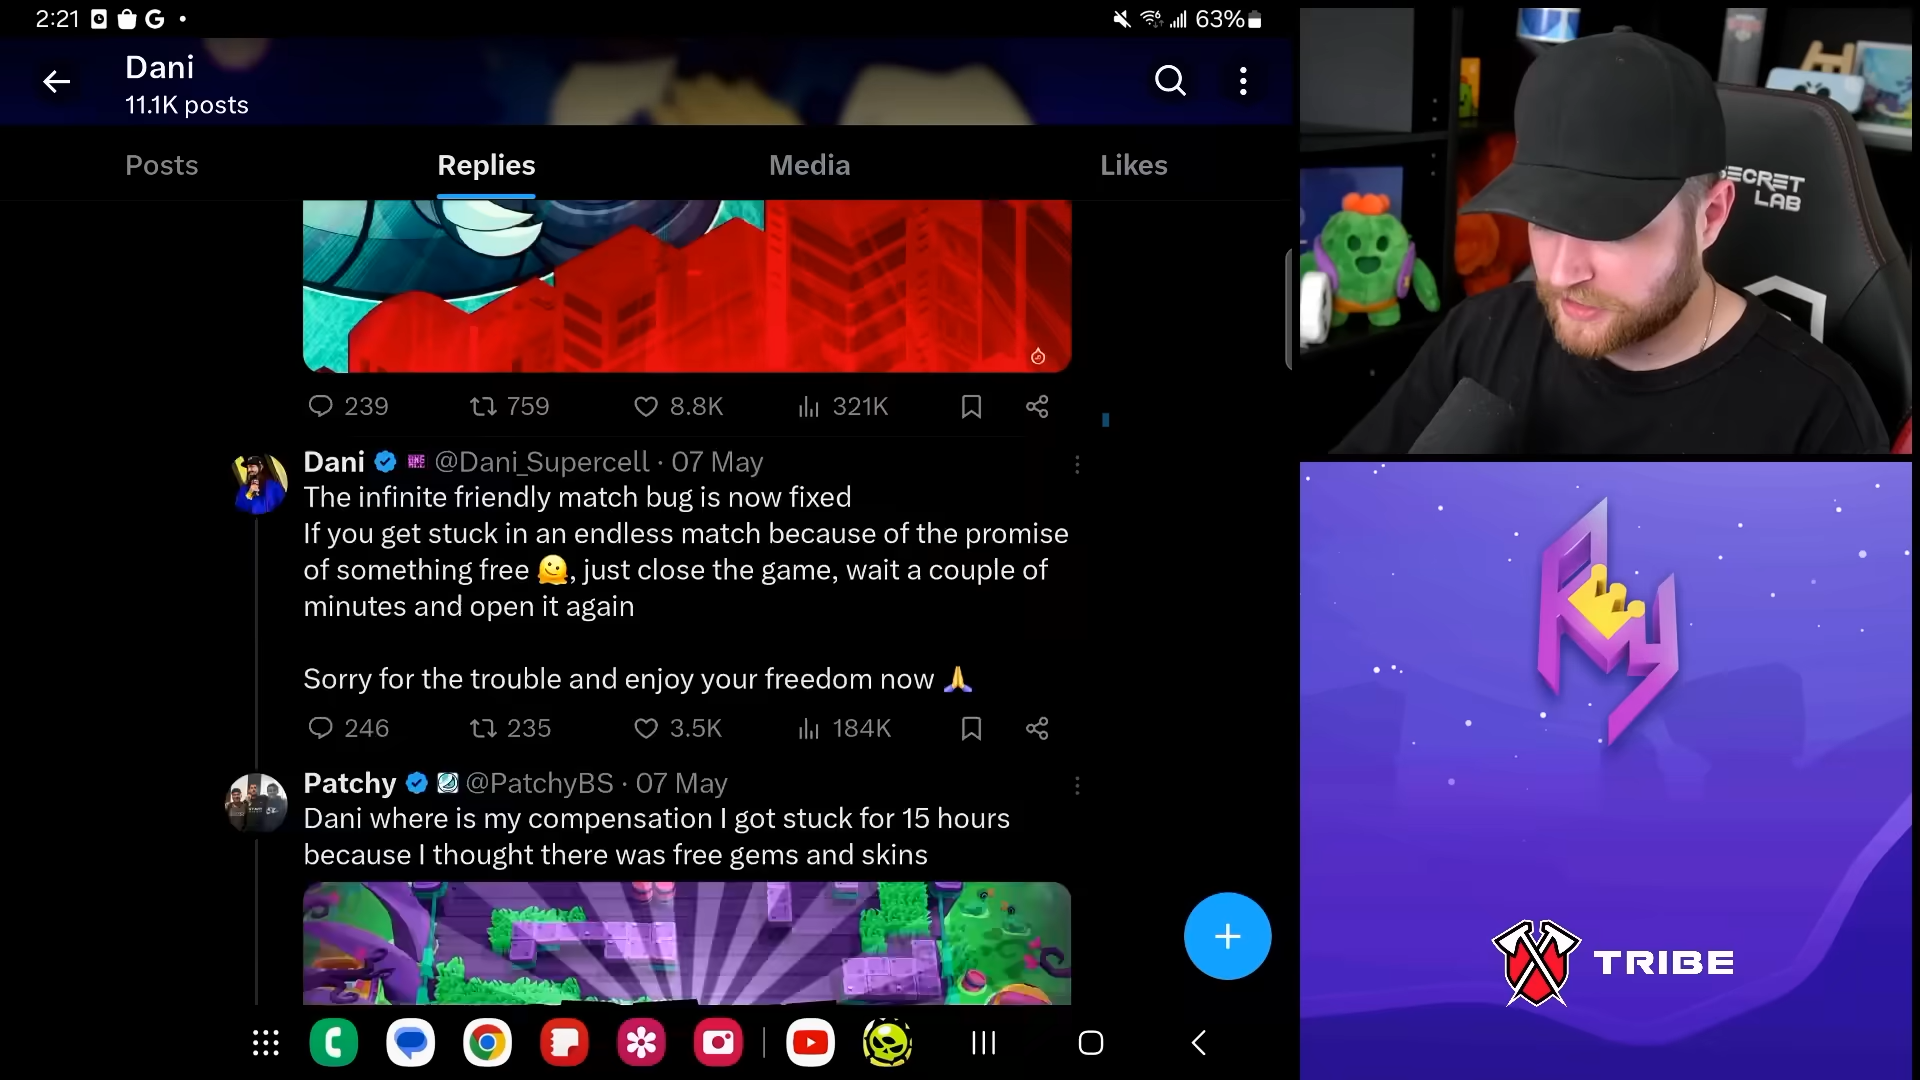 2:21
63%
Dani
11.1K posts
Posts
Replies
Media
Likes
239
759
8.8K
321K
Dani @Dani_Supercell · 07 May
The infinite friendly match bug is now fixed
If you get stuck in an endless match because of the promise
of something free 🫠, just close the game, wait a couple of
minutes and open it again
Sorry for the trouble and enjoy your freedom now 🙏
246
235
3.5K
184K
Patchy @PatchyBS · 07 May
Dani where is my compensation I got stuck for 15 hours
because I thought there was free gems and skins
SECRET
LAB
TRIBE